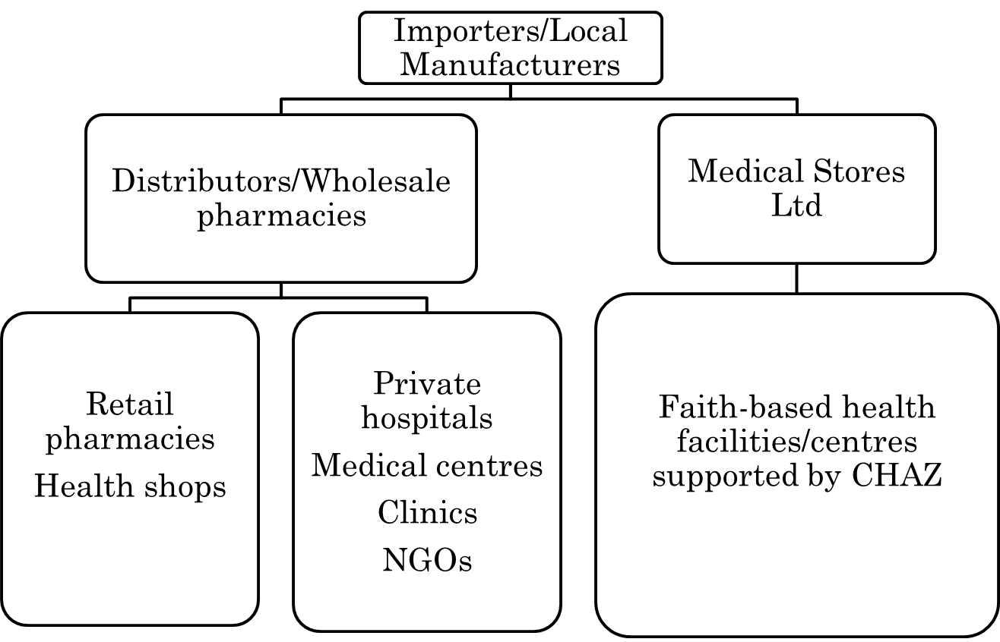 Importers/Local
Manufacturers
Distributors/Wholesale
pharmacies
Medical Stores
Ltd
Retail
pharmacies
Health shops
Private
hospitals
Medical centres
Clinics
NGOs
Faith-based health
facilities/centres
supported by CHAZ